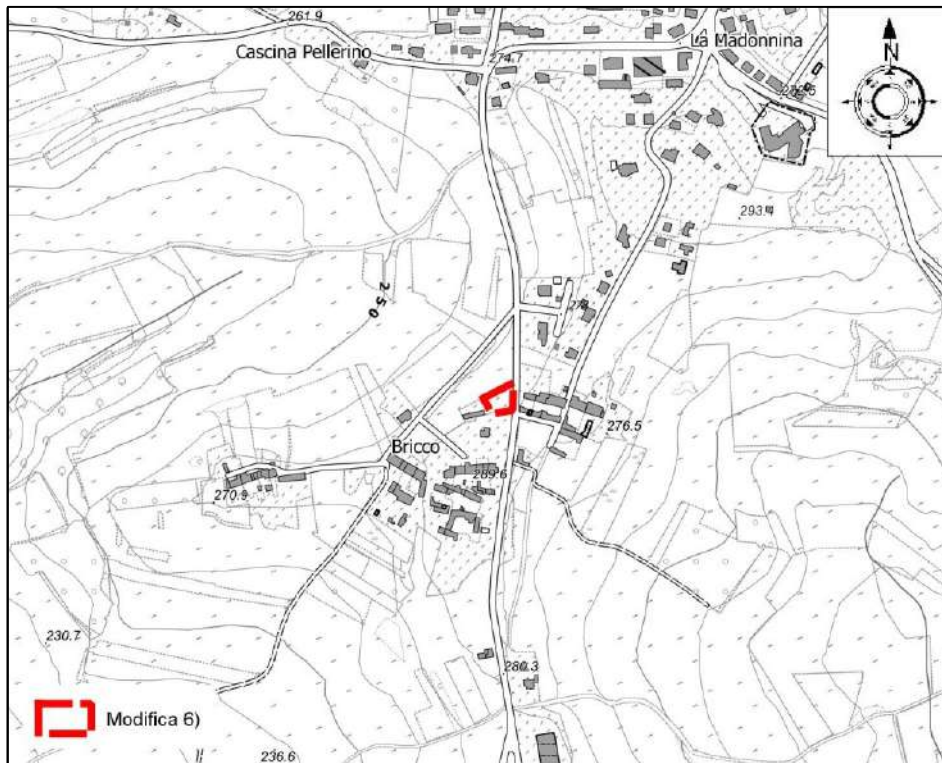 261.9
Cascina Pellerino
274.7
La Madonnina
N
293.4
250
276.5
Bricco
289.6
270.9
230.7
280.3
Modifica 6)
236.6